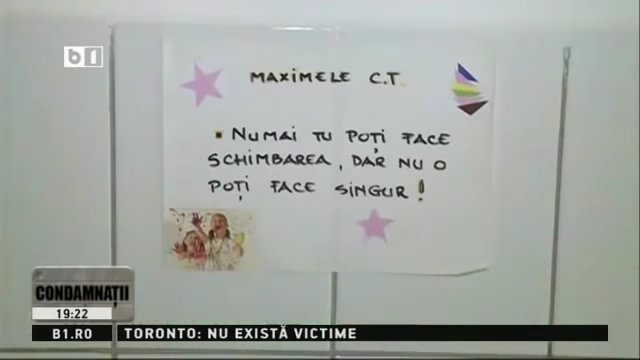 b1
MAXIMELE C.T.
▪ NUMAI TU POȚI FACE
SCHIMBAREA, DAR NU O
POȚI FACE SINGUR!
CONDAMNAȚII
19:22
B1.RO
TORONTO: NU EXISTĂ VICTIME